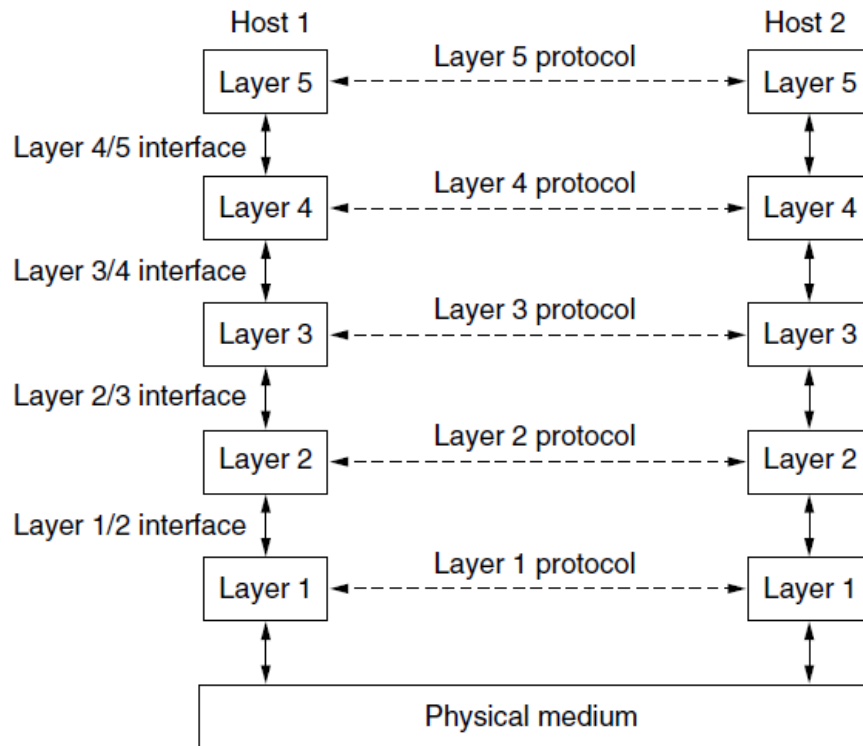 Host 1 Host 2
Layer 5 Layer 5 protocol Layer 5
Layer 4/5 interface
Layer 4 Layer 4 protocol Layer 4
Layer 3/4 interface
Layer 3 Layer 3 protocol Layer 3
Layer 2/3 interface
Layer 2 Layer 2 protocol Layer 2
Layer 1/2 interface
Layer 1 Layer 1 protocol Layer 1
Physical medium